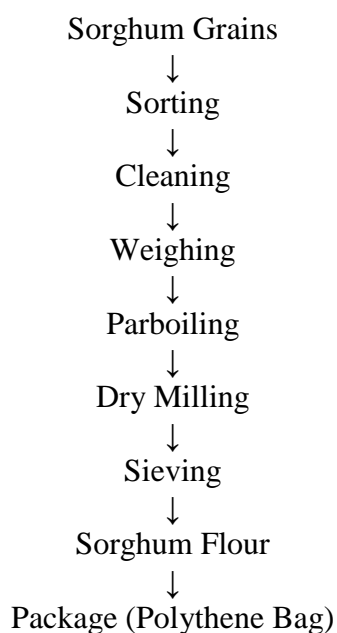 Sorghum Grains
↓
Sorting
↓
Cleaning
↓
Weighing
↓
Parboiling
↓
Dry Milling
↓
Sieving
↓
Sorghum Flour
↓
Package (Polythene Bag)